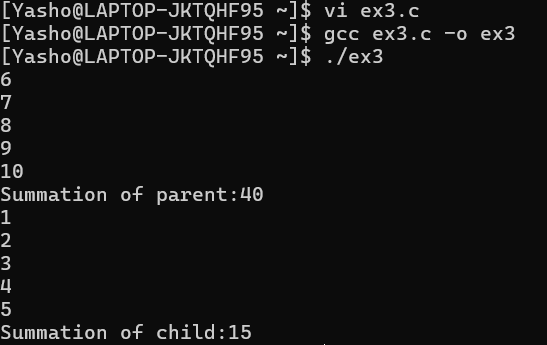 [Yasho@LAPTOP-JKTQHF95 ~]$ vi ex3.c
[Yasho@LAPTOP-JKTQHF95 ~]$ gcc ex3.c -o ex3
[Yasho@LAPTOP-JKTQHF95 ~]$ ./ex3
6
7
8
9
10
Summation of parent:40
1
2
3
4
5
Summation of child:15